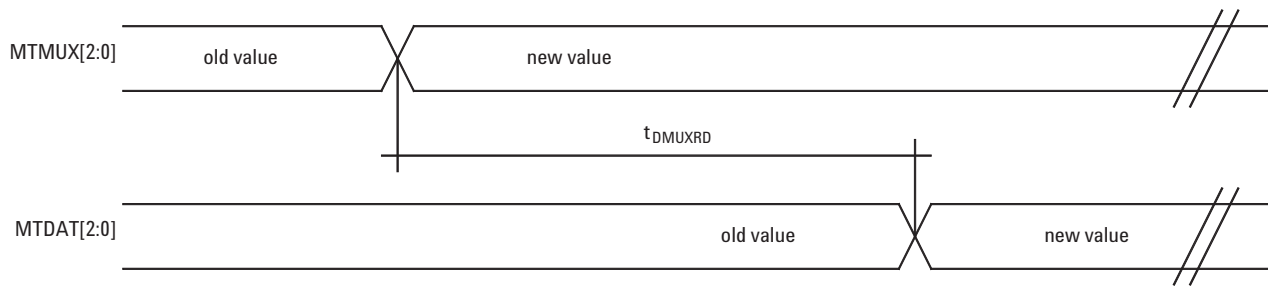 MTMUX[2:0]
old value
new value
tDMUXRD
MTDAT[2:0]
old value
new value